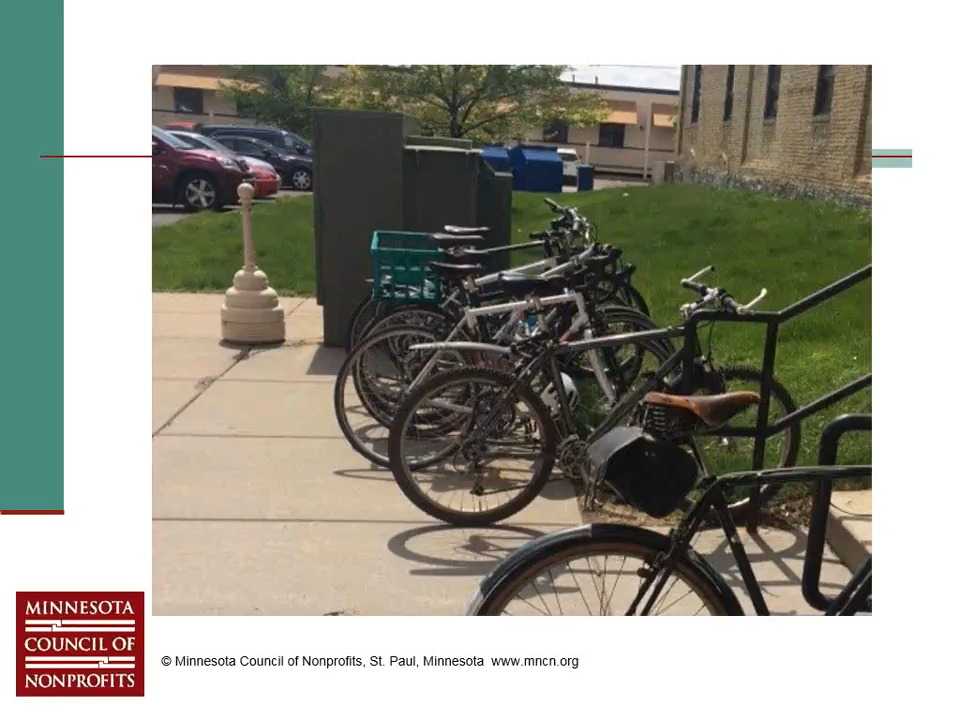 MINNESOTA
COUNCIL OF
NONPROFITS
© Minnesota Council of Nonprofits, St. Paul, Minnesota www.mncn.org